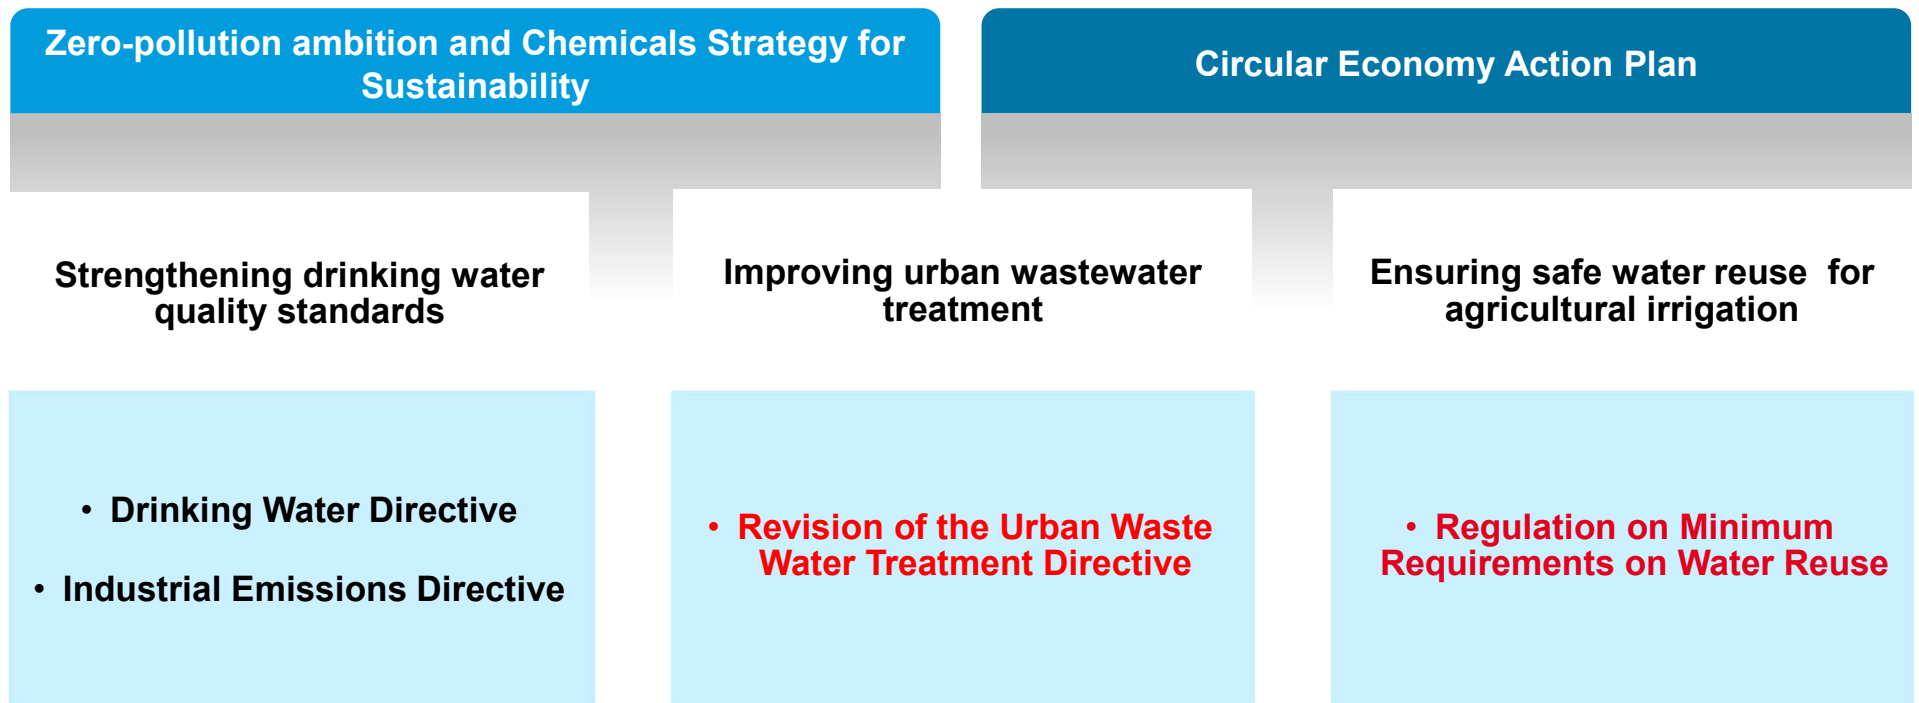 Zero-pollution ambition and Chemicals Strategy for
Sustainability
Circular Economy Action Plan
Strengthening drinking water
quality standards
Improving urban wastewater
treatment
Ensuring safe water reuse  for
agricultural irrigation
• Drinking Water Directive
• Industrial Emissions Directive
• Revision of the Urban Waste
Water Treatment Directive
• Regulation on Minimum
Requirements on Water Reuse